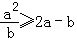 a²/b ⩾ 2a − b